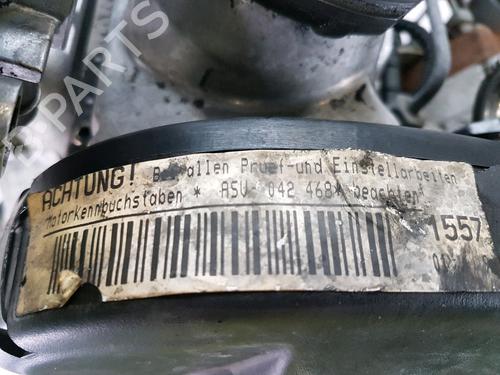 ACHTUNG! Bei allen Pruef-und Einstellarbeiten
Motorkennbuchstaben * ASV 042 468* beachten
1557